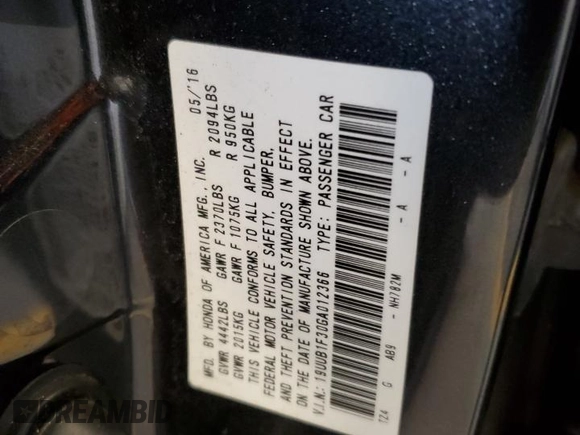 MFD. BY HONDA OF AMERICA MFG., INC. 05/'16
GVWR 4442LBS GAWR F 2370LBS R 2094LBS
GVWR 2015KG GAWR F 1075KG R 950KG
THIS VEHICLE CONFORMS TO ALL APPLICABLE
FEDERAL MOTOR VEHICLE SAFETY, BUMPER,
AND THEFT PREVENTION STANDARDS IN EFFECT
ON THE DATE OF MANUFACTURE SHOWN ABOVE.
V.I.N.: 19UUB1F30GA012366 TYPE: PASSENGER CAR
TZ4 G AB9 - NH782M - A - A
DREAMBID